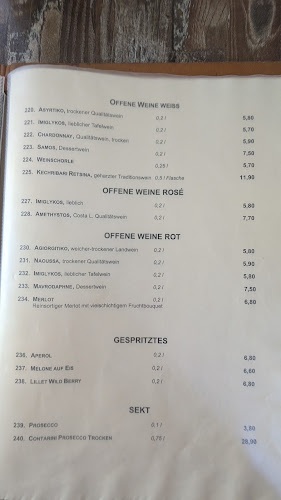 OFFENE WEINE WEISS
220. ASYRTIKO, trockener Qualitätswein 0,2 l 5,80
221. IMIGLYKOS, lieblicher Tafelwein 0,2 l 5,70
222. CHARDONNAY, Qualitätswein, trocken 0,2 l 5,90
223. SAMOS, Dessertwein 0,2 l 7,50
224. WEINSCHORLE 0,25 l 5,70
225. KECHRIBARI RETSINA, geharzter Traditionswein 0,5 l Flasche 11,90
OFFENE WEINE ROSÉ
227. IMIGLYKOS, lieblich 0,2 l 5,80
228. AMETHYSTOS, Costa L. Qualitätswein 0,2 l 7,70
OFFENE WEINE ROT
230. AGIORGITIKO, weicher-trockener Landwein 0,2 l 5,80
231. NAOUSSA, trockener Qualitätswein 0,2 l 5,90
232. IMIGLYKOS, lieblicher Tafelwein 0,2 l 5,80
233. MAVRODAPHNE, Dessertwein 0,2 l 7,50
234. MERLOT 0,2 l 6,80
Reinsortiger Merlot mit vielschichtigem Fruchtbouquet
GESPRITZTES
236. APEROL 0,2 l 6,80
237. MELONE AUF EIS 0,2 l 6,80
238. LILLET WILD BERRY 0,2 l 6,80
SEKT
239. PROSECCO 0,1 l 3,80
240. CONTARINI PROSECCO TROCKEN 0,75 l 28,90